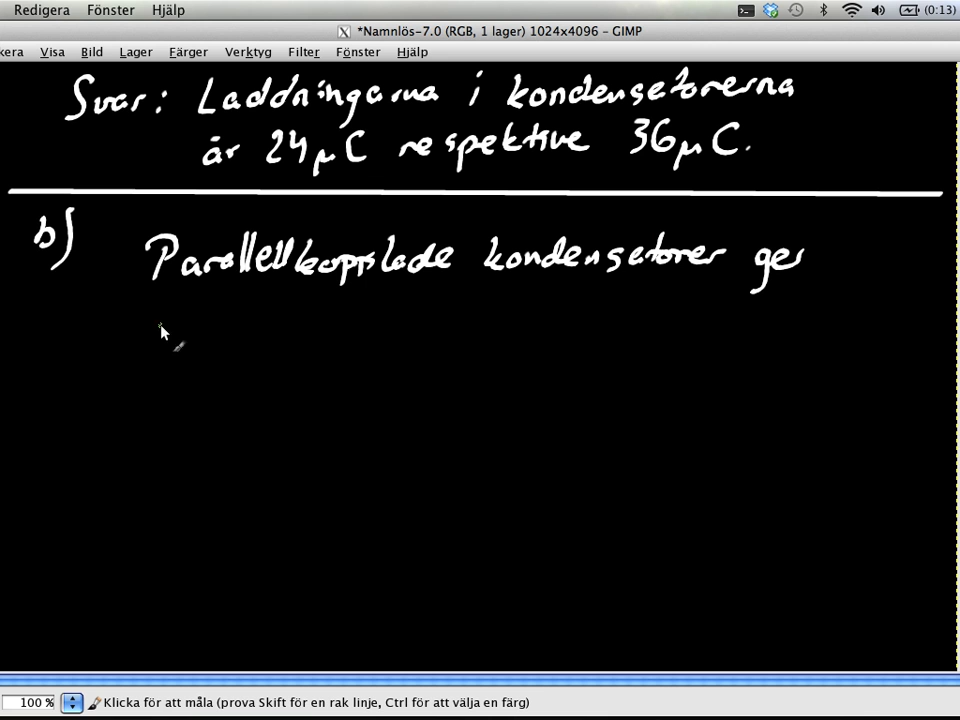 Redigera Fönster Hjälp (0:13)
*Namnlös-7.0 (RGB, 1 lager) 1024x4096 – GIMP
kera Visa Bild Lager Färger Verktyg Filter Fönster Hjälp
Svar: Laddningarna i kondensatorerna
är 24μC respektive 36μC.
b) Parallellkopplade kondensatorer ger
100 % Klicka för att måla (prova Skift för en rak linje, Ctrl för att välja en färg)